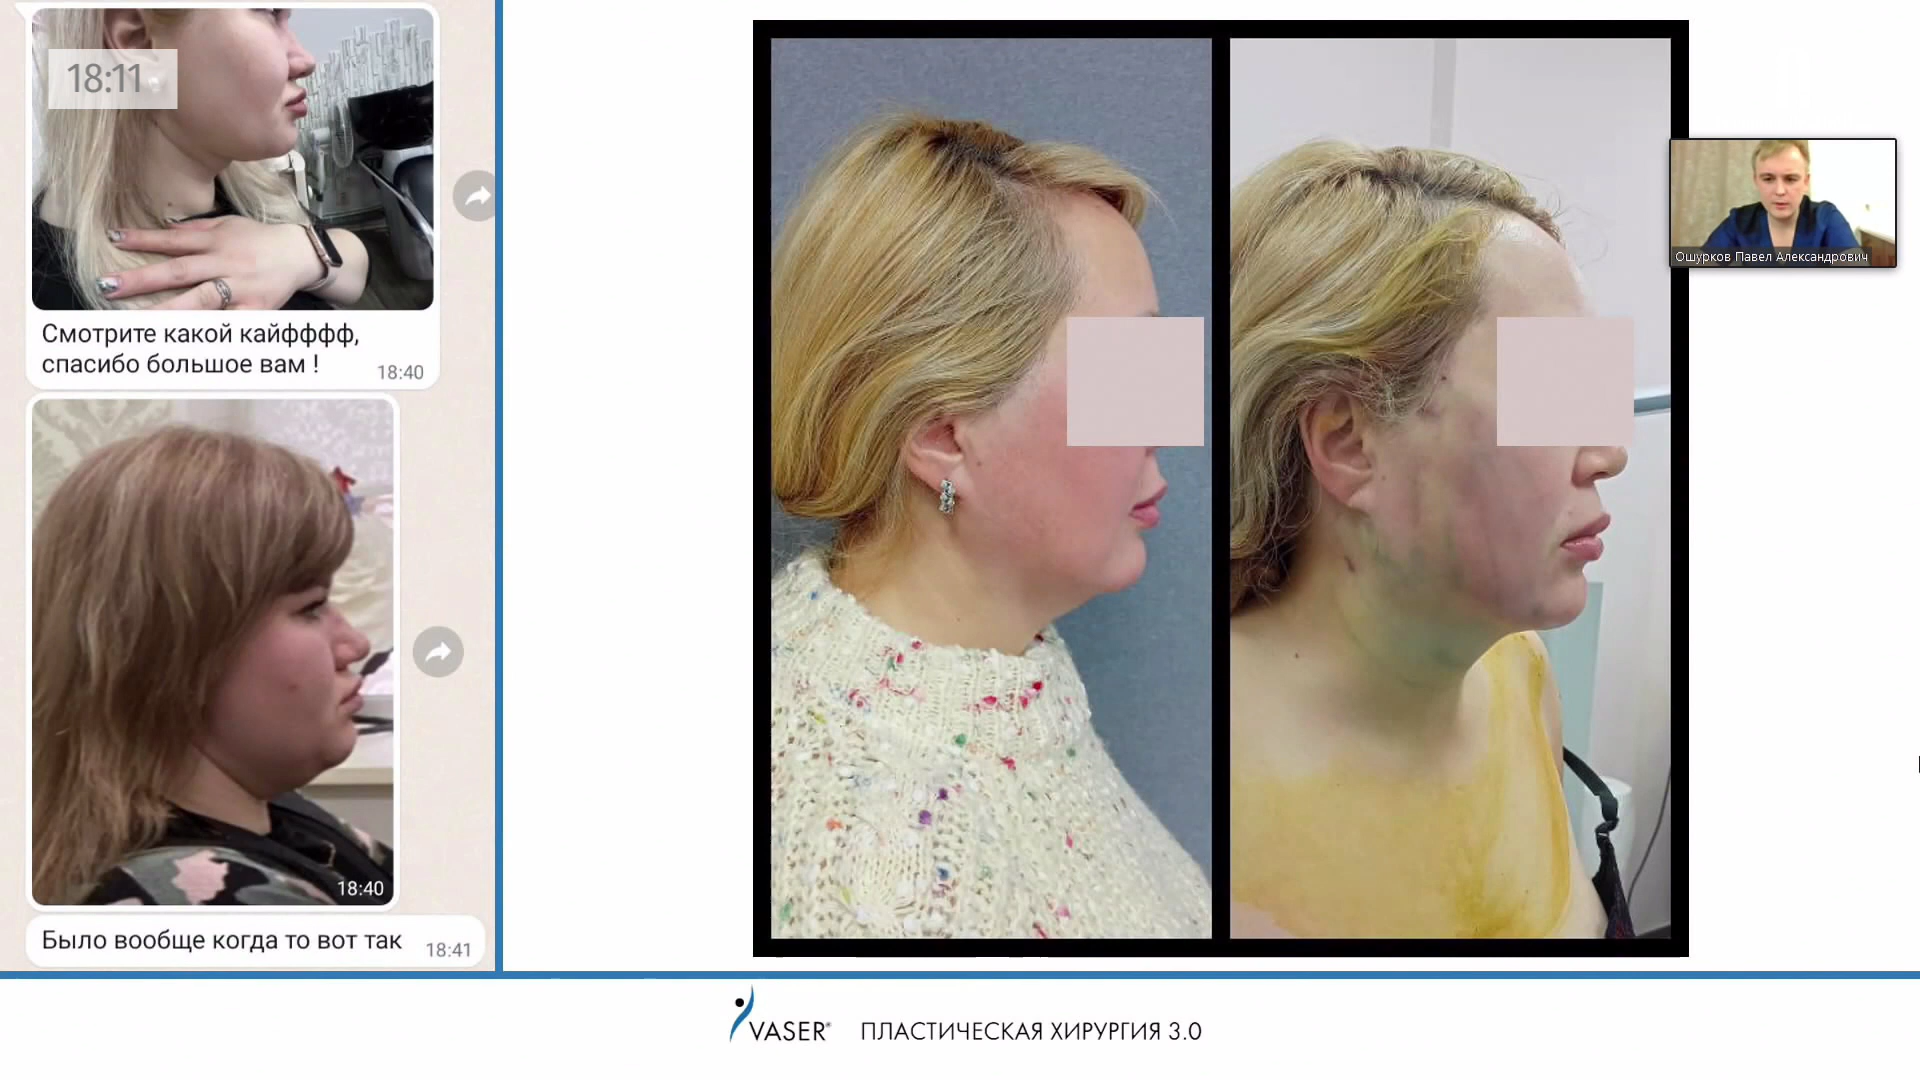 18:11
Смотрите какой кайфффф,
спасибо большое вам !
18:40
18:40
Было вообще когда то вот так
18:41
Ошурков Павел Александрович
VASER®
ПЛАСТИЧЕСКАЯ ХИРУРГИЯ 3.0